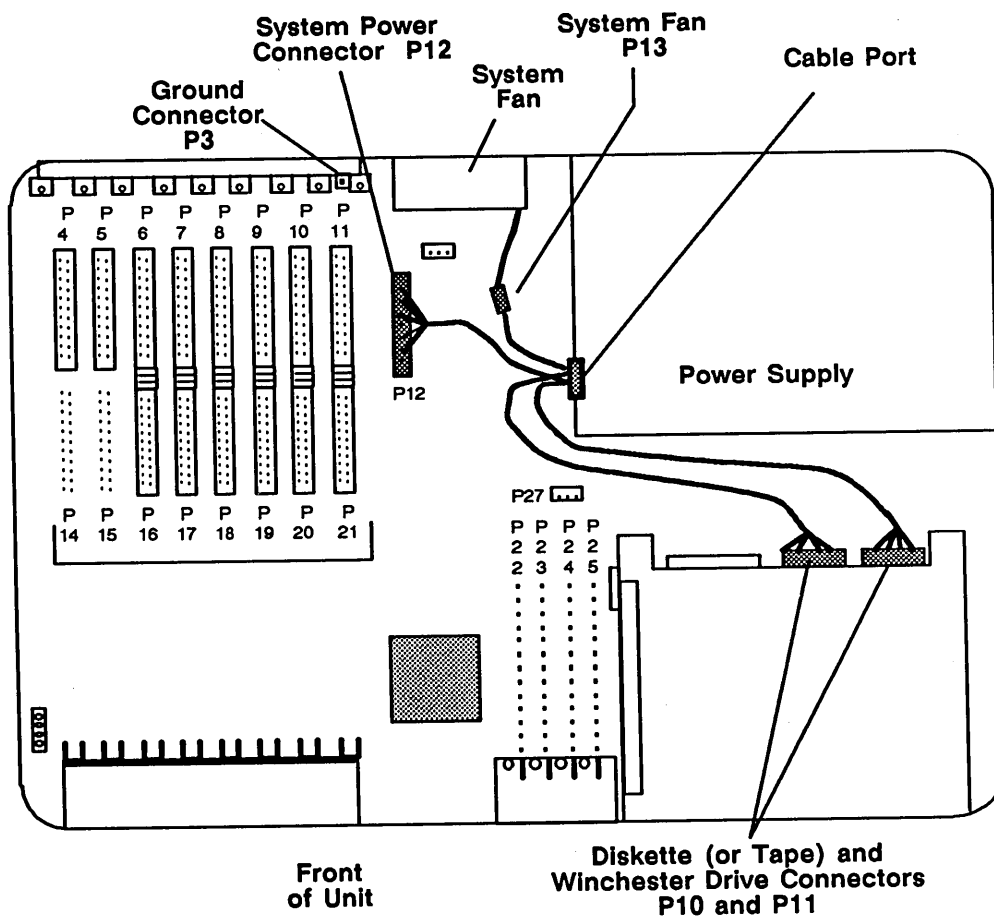 System Power
Connector P12
System Fan
P13
System
Fan
Cable Port
Ground
Connector
P3
P P P P P P P P
4 5 6 7 8 9 10 11
P12
Power Supply
P27
P P P P P P P P
14 15 16 17 18 19 20 21
P P P P
2 2 2 2
2 3 4 5
Front
of Unit
Diskette (or Tape) and
Winchester Drive Connectors
P10 and P11